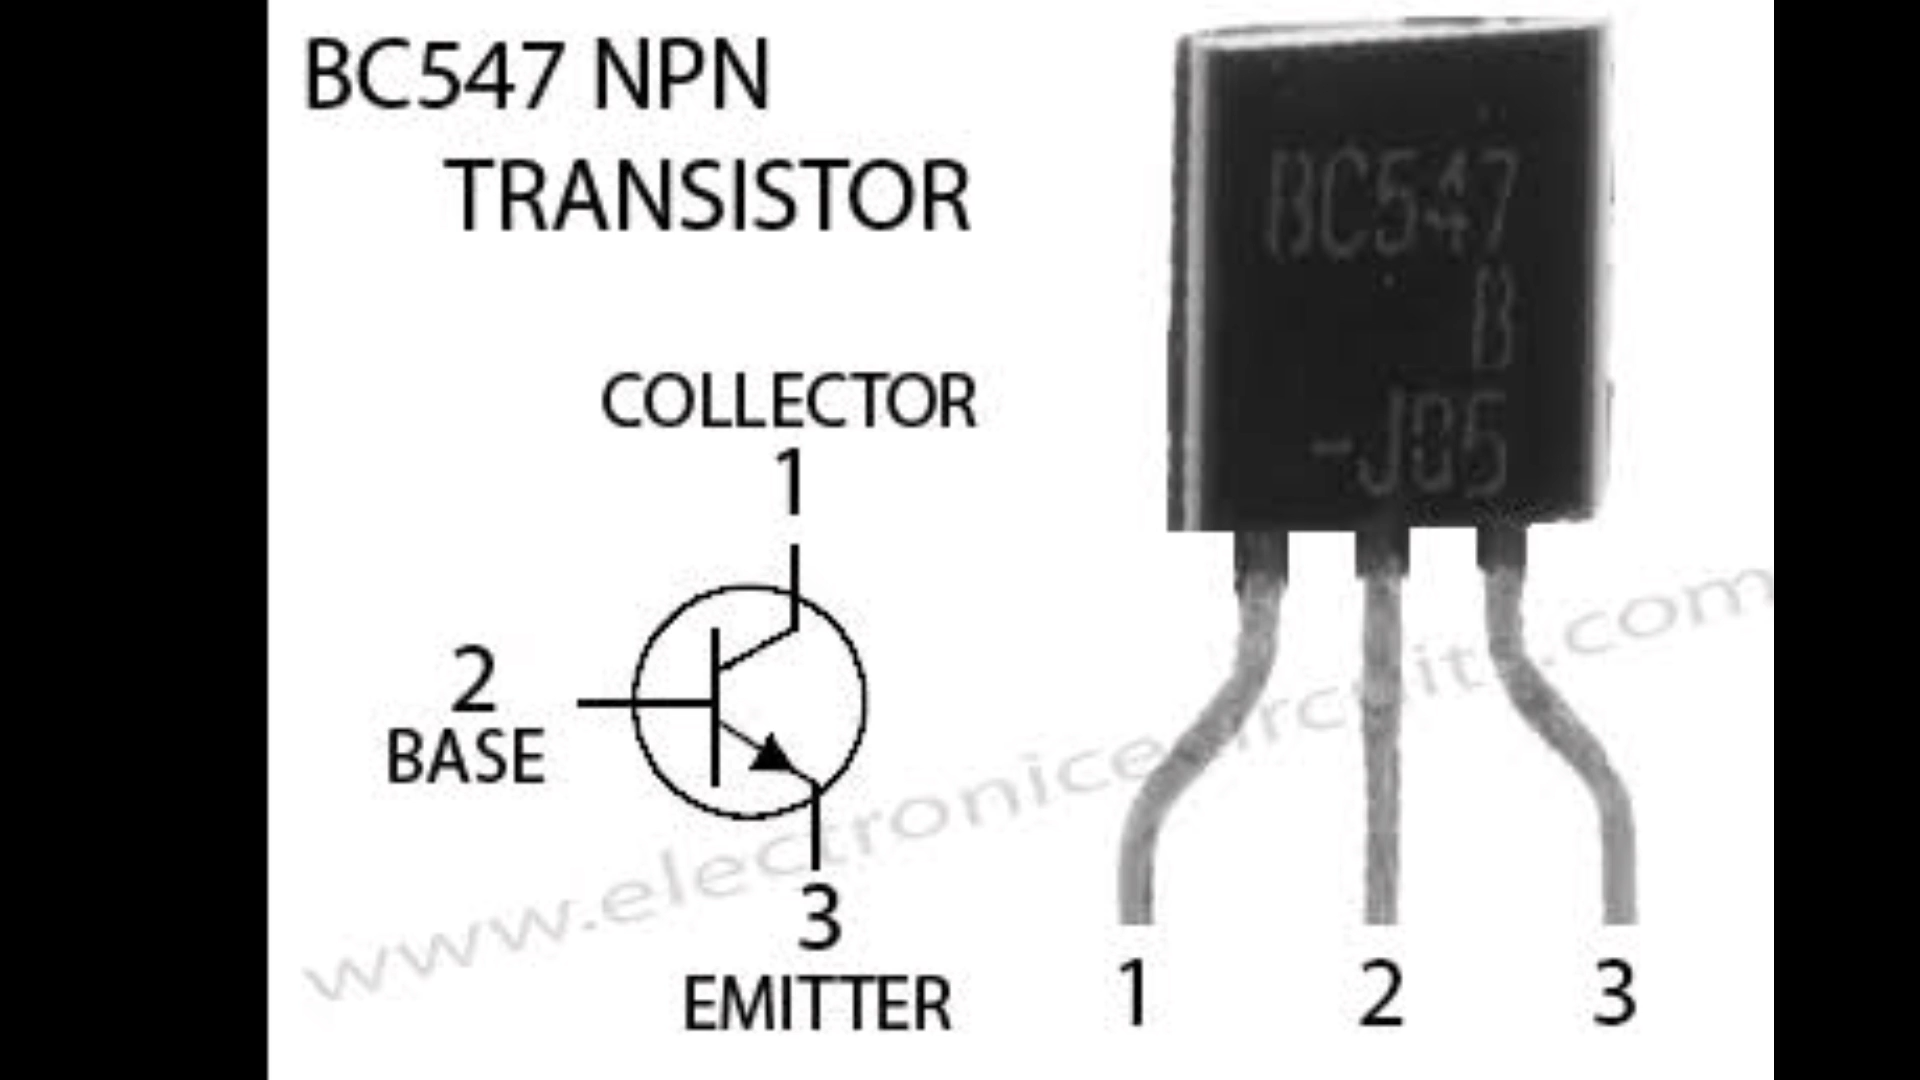 BC547 NPN
TRANSISTOR
COLLECTOR
1
2
BASE
3
EMITTER
BC547
B
-J05
1 2 3
www.electronicecircuits.com